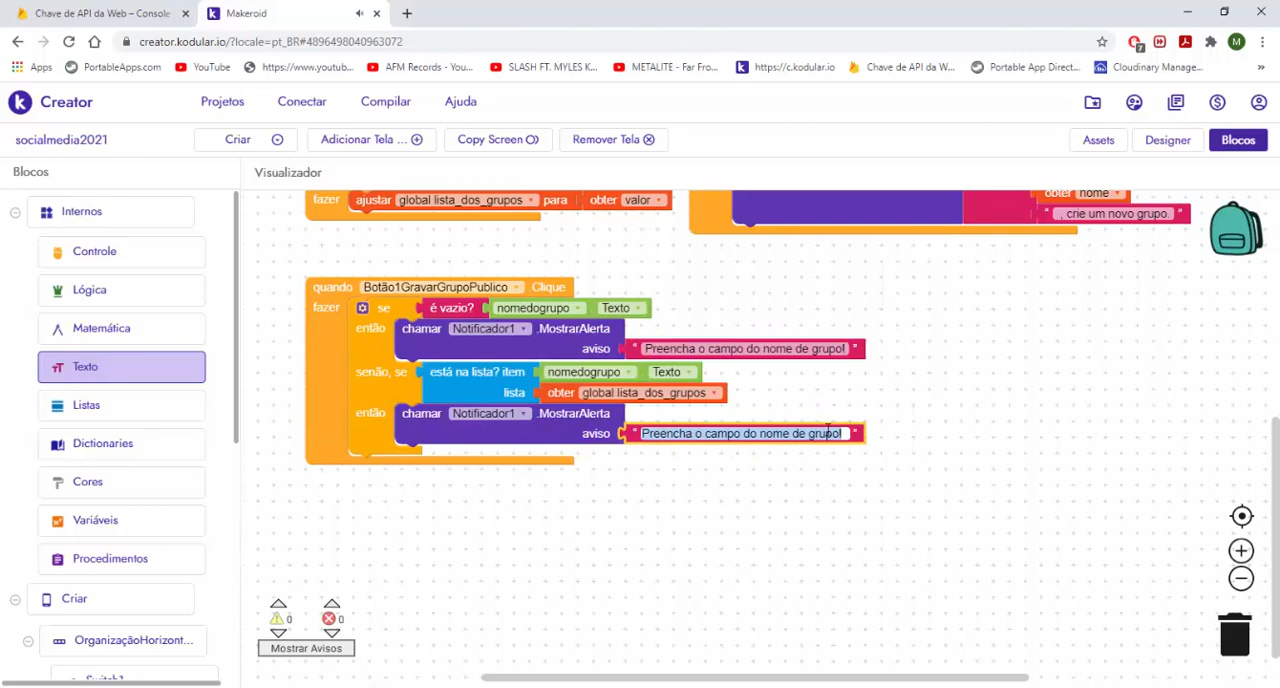 Chave de API da Web – Console
Makeroid
creator.kodular.io/?locale=pt_BR#4896498040963072
7
M
Apps
PortableApps.com
YouTube
https://www.youtub...
AFM Records - You...
SLASH FT. MYLES K...
METALITE - Far Fro...
https://c.kodular.io
Chave de API da W...
Portable App Direct...
Cloudinary Manage...
»
Creator
Projetos
Conectar
Compilar
Ajuda
socialmedia2021
Criar
Adicionar Tela ...
Copy Screen
Remover Tela
Assets
Designer
Blocos
Blocos
Visualizador
Internos
Controle
Lógica
Matemática
Texto
Listas
Dictionaries
Cores
Variáveis
Procedimentos
Criar
OrganizaçãoHorizont...
Switch1
fazer ajustar global lista_dos_grupos para obter valor
obter nome
“ , crie um novo grupo ”
quando Botão1GravarGrupoPublico .Clique
fazer se é vazio? nomedogrupo . Texto
então chamar Notificador1 .MostrarAlerta
aviso “ Preencha o campo do nome de grupo! ”
senão, se está na lista? item nomedogrupo . Texto
lista obter global lista_dos_grupos
então chamar Notificador1 .MostrarAlerta
aviso “ Preencha o campo do nome de grupo! ”
0 0
Mostrar Avisos